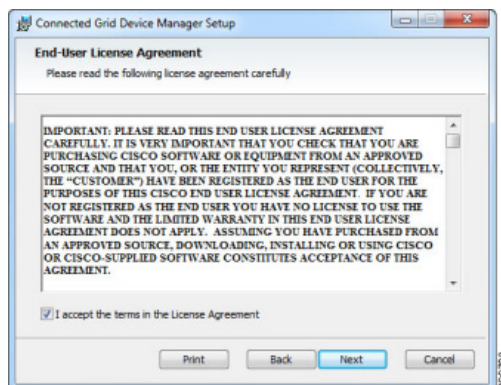 Connected Grid Device Manager Setup
End-User License Agreement
Please read the following license agreement carefully
IMPORTANT: PLEASE READ THIS END USER LICENSE AGREEMENT
CAREFULLY. IT IS VERY IMPORTANT THAT YOU CHECK THAT YOU ARE
PURCHASING CISCO SOFTWARE OR EQUIPMENT FROM AN APPROVED
SOURCE AND THAT YOU, OR THE ENTITY YOU REPRESENT (COLLECTIVELY,
THE “CUSTOMER”) HAVE BEEN REGISTERED AS THE END USER FOR THE
PURPOSES OF THIS CISCO END USER LICENSE AGREEMENT. IF YOU ARE
NOT REGISTERED AS THE END USER YOU HAVE NO LICENSE TO USE THE
SOFTWARE AND THE LIMITED WARRANTY IN THIS END USER LICENSE
AGREEMENT DOES NOT APPLY. ASSUMING YOU HAVE PURCHASED FROM
AN APPROVED SOURCE, DOWNLOADING, INSTALLING OR USING CISCO
OR CISCO-SUPPLIED SOFTWARE CONSTITUTES ACCEPTANCE OF THIS
AGREEMENT.
I accept the terms in the License Agreement
Print Back Next Cancel